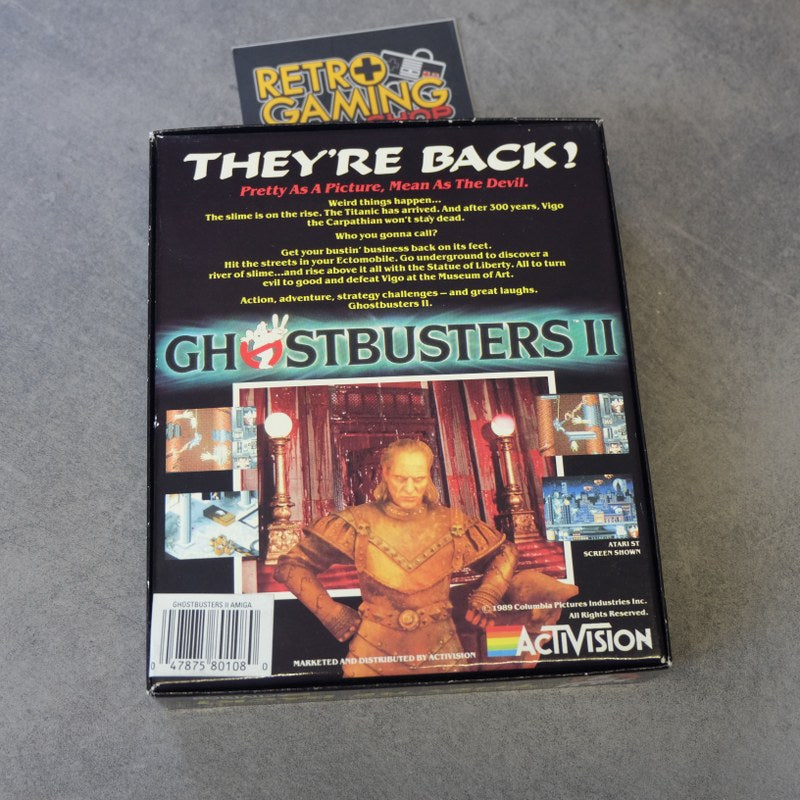 RETRO
GAMING
SHOP
THEY'RE BACK!
Pretty As A Picture, Mean As The Devil.
Weird things happen...
The slime is on the rise. The Titanic has arrived. And after 300 years, Vigo
the Carpathian won't stay dead.
Who you gonna call?
Get your bustin' business back on its feet.
Hit the streets in your Ectomobile. Go underground to discover a
river of slime...and rise above it all with the Statue of Liberty. All to turn
evil to good and defeat Vigo at the Museum of Art.
Action, adventure, strategy challenges – and great laughs.
Ghostbusters II.
GHOSTBUSTERS II
™
ATARI ST
SCREEN SHOWN
© 1989 Columbia Pictures Industries Inc.
All Rights Reserved.
GHOSTBUSTERS II AMIGA
0 47875 80108 0
MARKETED AND DISTRIBUTED BY ACTIVISION
ACTIVISION